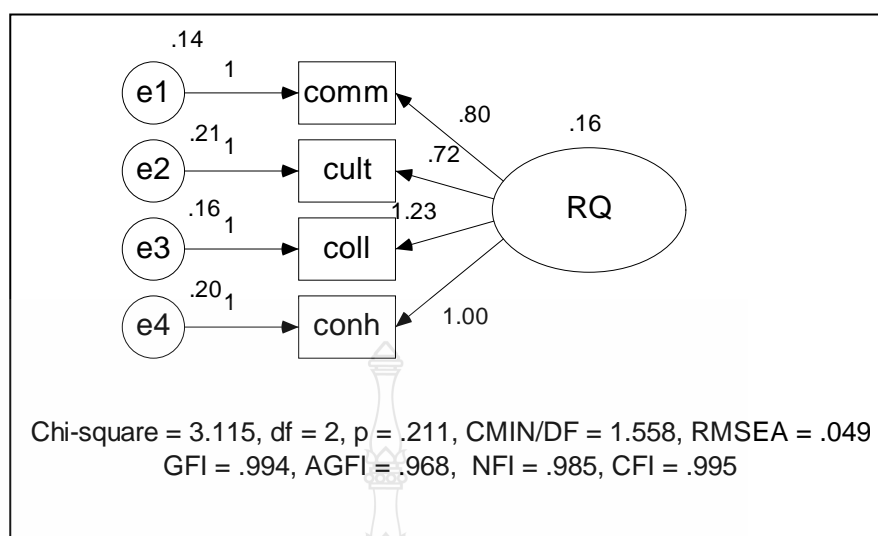 .14
e1
1
comm
.80
.16
.21
e2
1
cult
.72
RQ
.16
e3
1
coll
1.23
.20
e4
1
conh
1.00
Chi-square = 3.115, df = 2, p = .211, CMIN/DF = 1.558, RMSEA = .049
GFI = .994, AGFI = .968, NFI = .985, CFI = .995